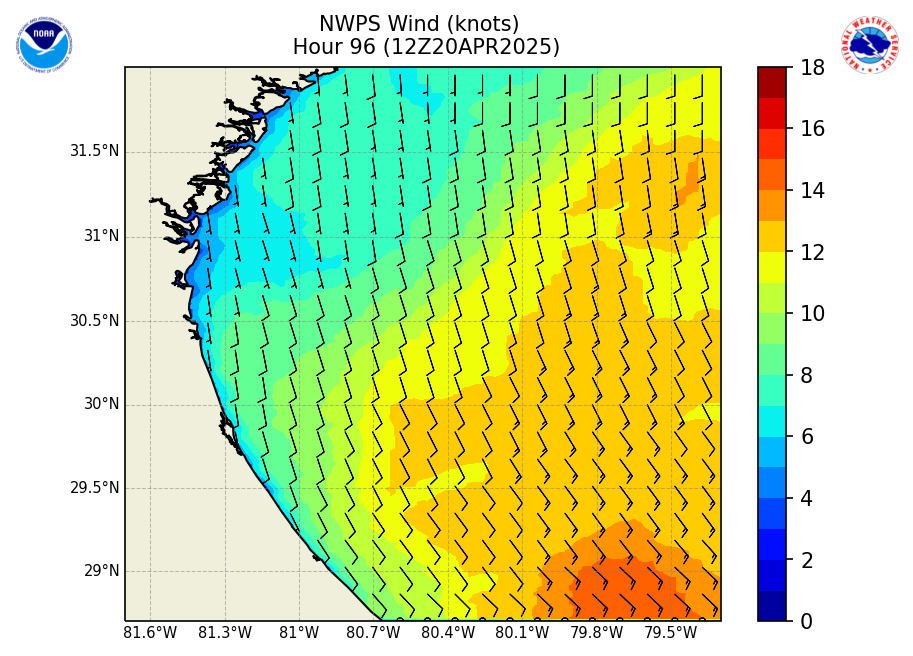 NWPS Wind (knots)
Hour 96 (12Z20APR2025)
NOAA
NATIONAL WEATHER SERVICE
31.5°N
31°N
30.5°N
30°N
29.5°N
29°N
81.6°W 81.3°W 81°W 80.7°W 80.4°W 80.1°W 79.8°W 79.5°W
18
16
14
12
10
8
6
4
2
0